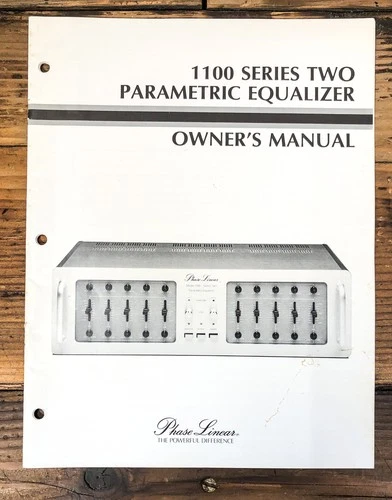 1100 SERIES TWO
PARAMETRIC EQUALIZER
OWNER'S MANUAL
Phase Linear
Phase Linear
THE POWERFUL DIFFERENCE